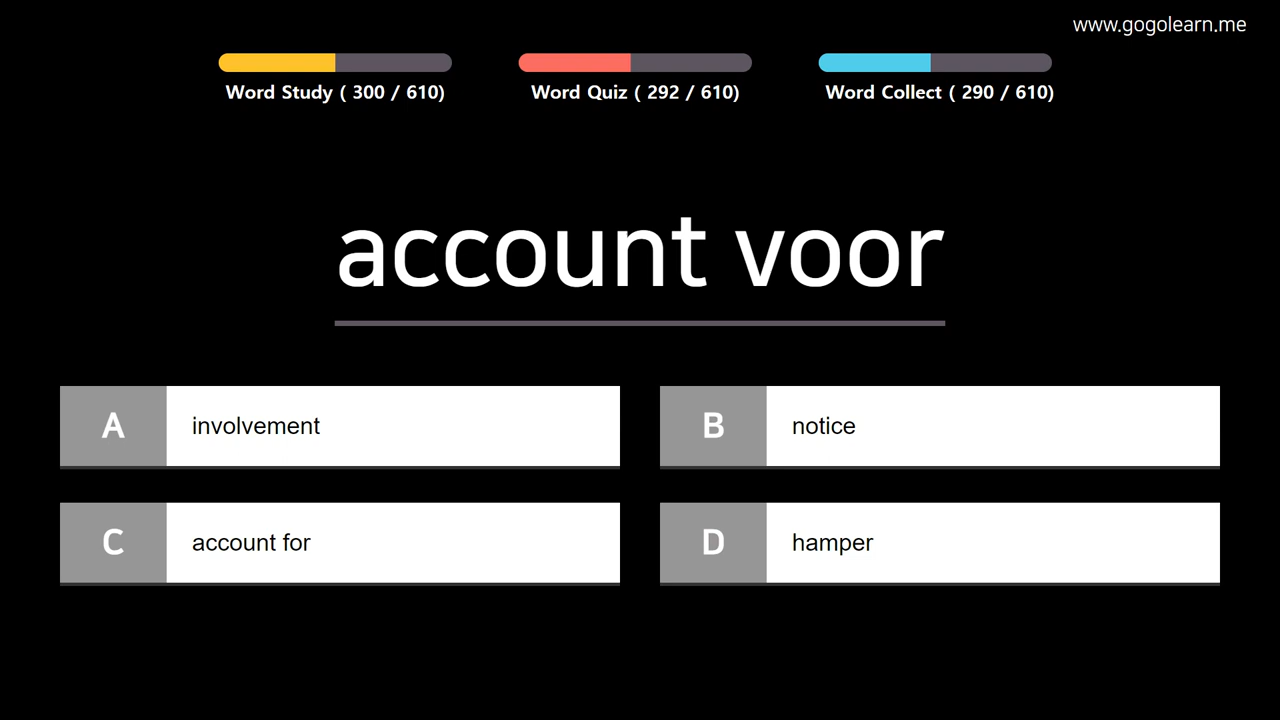 www.gogolearn.me
Word Study ( 300 / 610)
Word Quiz ( 292 / 610)
Word Collect ( 290 / 610)
account voor
A involvement
B notice
C account for
D hamper